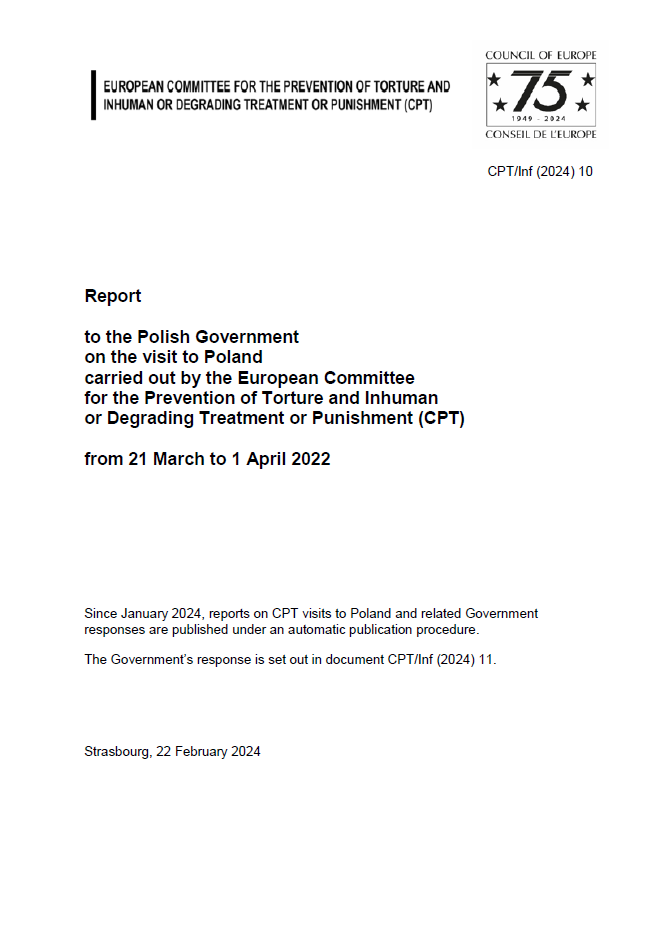 EUROPEAN COMMITTEE FOR THE PREVENTION OF TORTURE AND
INHUMAN OR DEGRADING TREATMENT OR PUNISHMENT (CPT)
COUNCIL OF EUROPE
75
1949 - 2024
CONSEIL DE L'EUROPE
CPT/Inf (2024) 10
Report
to the Polish Government
on the visit to Poland
carried out by the European Committee
for the Prevention of Torture and Inhuman
or Degrading Treatment or Punishment (CPT)
from 21 March to 1 April 2022
Since January 2024, reports on CPT visits to Poland and related Government
responses are published under an automatic publication procedure.
The Government’s response is set out in document CPT/Inf (2024) 11.
Strasbourg, 22 February 2024